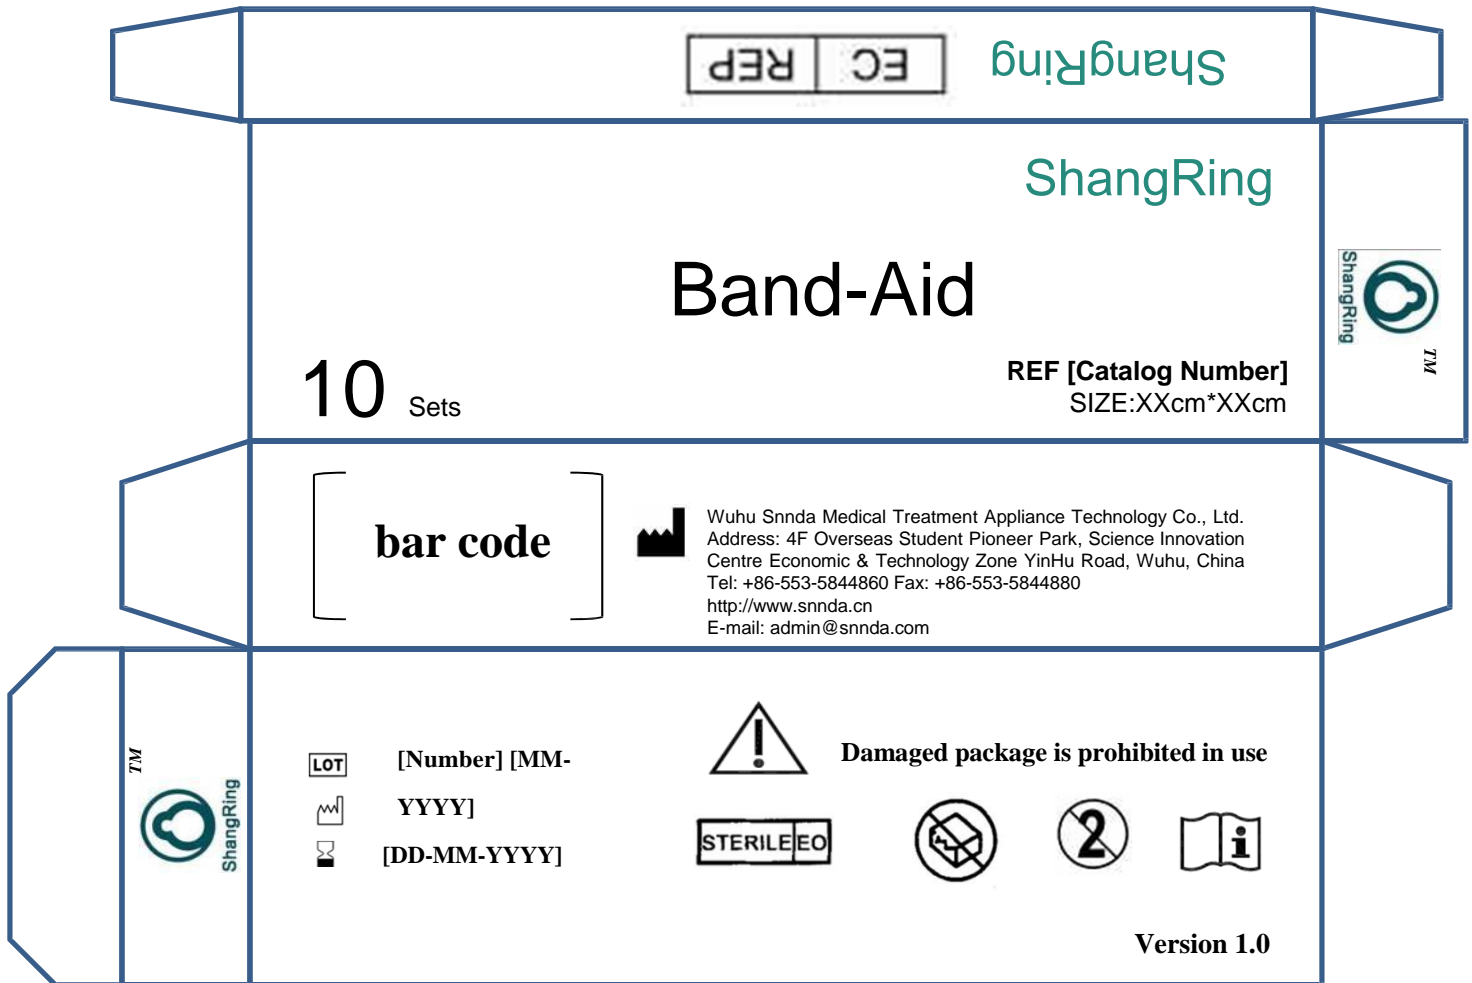 EC REP
ShangRing
ShangRing
Band-Aid
10 Sets
REF [Catalog Number]
SIZE:XXcm*XXcm
ShangRing
TM
bar code
Wuhu Snnda Medical Treatment Appliance Technology Co., Ltd.
Address: 4F Overseas Student Pioneer Park, Science Innovation
Centre Economic & Technology Zone YinHu Road, Wuhu, China
Tel: +86-553-5844860 Fax: +86-553-5844880
http://www.snnda.cn
E-mail: admin@snnda.com
TM
ShangRing
LOT [Number] [MM-
YYYY]
[DD-MM-YYYY]
! Damaged package is prohibited in use
STERILE EO
2
i
Version 1.0